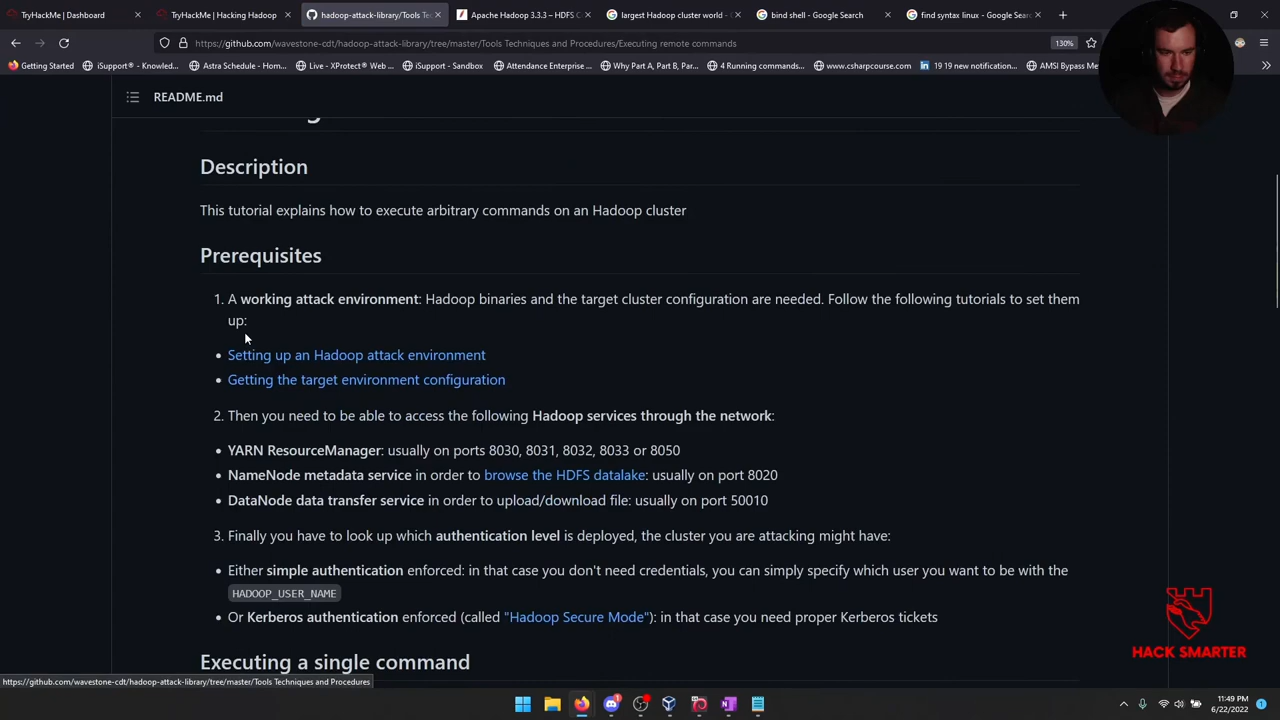 TryHackMe | Dashboard
TryHackMe | Hacking Hadoop
hadoop-attack-library/Tools Tec
Apache Hadoop 3.3.3 – HDFS C
largest Hadoop cluster world - G
bind shell - Google Search
find syntax linux - Google Sear
https://github.com/wavestone-cdt/hadoop-attack-library/tree/master/Tools Techniques and Procedures/Executing remote commands
130%
Getting Started
iSupport® - Knowled...
Astra Schedule - Hom...
Live - XProtect® Web ...
iSupport - Sandbox
Attendance Enterprise ...
Why Part A, Part B, Par...
4 Running commands...
www.csharpcourse.com
19 19 new notification...
AMSI Bypass Me
README.md
Description
This tutorial explains how to execute arbitrary commands on an Hadoop cluster
Prerequisites
1. A working attack environment: Hadoop binaries and the target cluster configuration are needed. Follow the following tutorials to set them
up:
Setting up an Hadoop attack environment
Getting the target environment configuration
2. Then you need to be able to access the following Hadoop services through the network:
YARN ResourceManager: usually on ports 8030, 8031, 8032, 8033 or 8050
NameNode metadata service in order to browse the HDFS datalake: usually on port 8020
DataNode data transfer service in order to upload/download file: usually on port 50010
3. Finally you have to look up which authentication level is deployed, the cluster you are attacking might have:
Either simple authentication enforced: in that case you don't need credentials, you can simply specify which user you want to be with the
HADOOP_USER_NAME
Or Kerberos authentication enforced (called "Hadoop Secure Mode"): in that case you need proper Kerberos tickets
HACK SMARTER
Executing a single command
https://github.com/wavestone-cdt/hadoop-attack-library/tree/master/Tools Techniques and Procedures
11:49 PM
6/22/2022